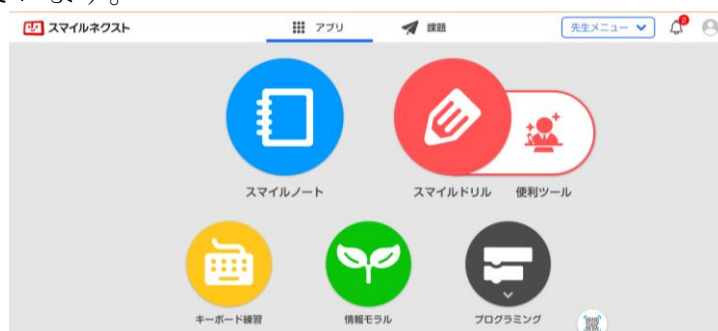 スマイルネクスト
アプリ
課題
先生メニュー
スマイルノート
スマイルドリル
便利ツール
キーボード練習
情報モラル
プログラミング